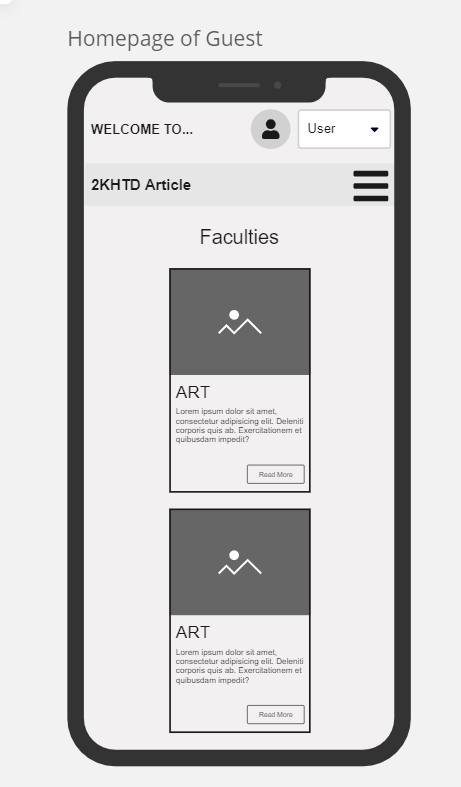 Homepage of Guest
WELCOME TO...
User
2KHTD Article
Faculties
ART
Lorem ipsum dolor sit amet,
consectetur adipisicing elit. Deleniti
corporis quis ab. Exercitationem et
quibusdam impedit?
Read More
ART
Lorem ipsum dolor sit amet,
consectetur adipisicing elit. Deleniti
corporis quis ab. Exercitationem et
quibusdam impedit?
Read More